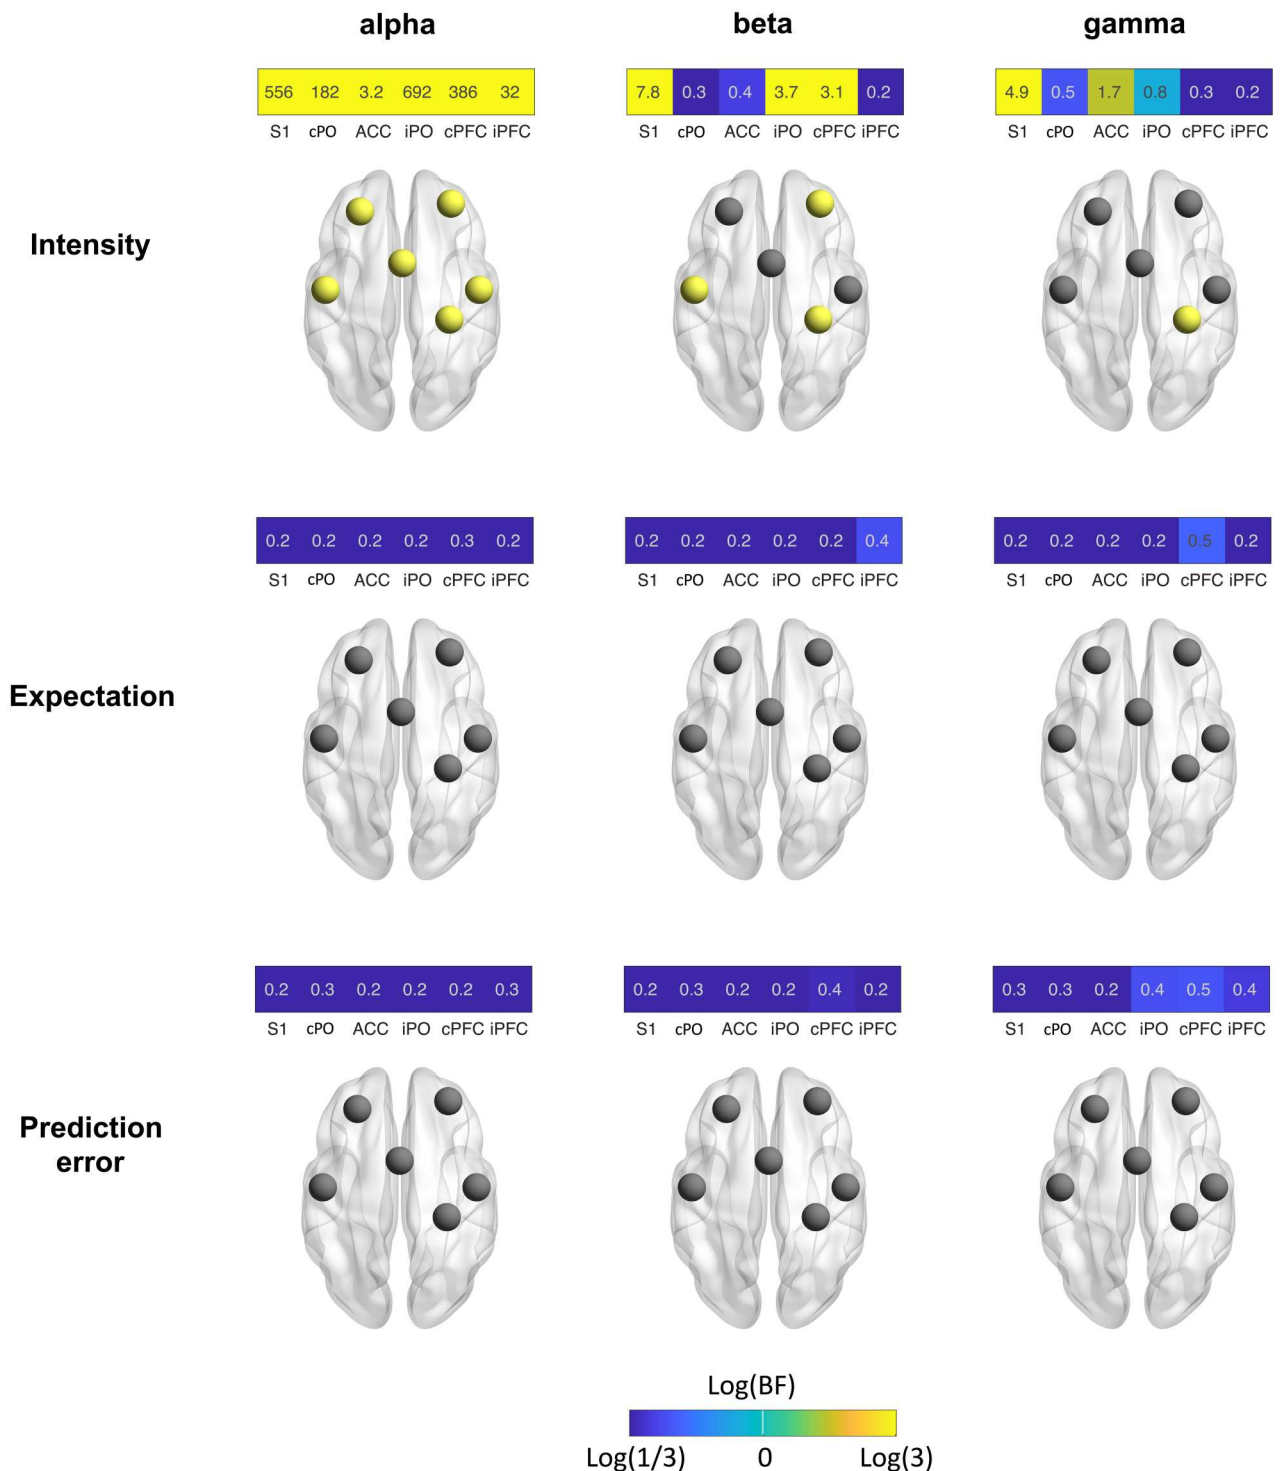 alpha beta gamma
556 182 3.2 692 386 32 7.8 0.3 0.4 3.7 3.1 0.2 4.9 0.5 1.7 0.8 0.3 0.2
S1 cPO ACC iPO cPFC iPFC S1 cPO ACC iPO cPFC iPFC S1 cPO ACC iPO cPFC iPFC
Intensity
0.2 0.2 0.2 0.2 0.3 0.2 0.2 0.2 0.2 0.2 0.2 0.4 0.2 0.2 0.2 0.2 0.5 0.2
S1 cPO ACC iPO cPFC iPFC S1 cPO ACC iPO cPFC iPFC S1 cPO ACC iPO cPFC iPFC
Expectation
0.2 0.3 0.2 0.2 0.2 0.3 0.2 0.3 0.2 0.2 0.4 0.2 0.3 0.3 0.2 0.4 0.5 0.4
S1 cPO ACC iPO cPFC iPFC S1 cPO ACC iPO cPFC iPFC S1 cPO ACC iPO cPFC iPFC
Prediction
error
Log(BF)
Log(1/3) 0 Log(3)